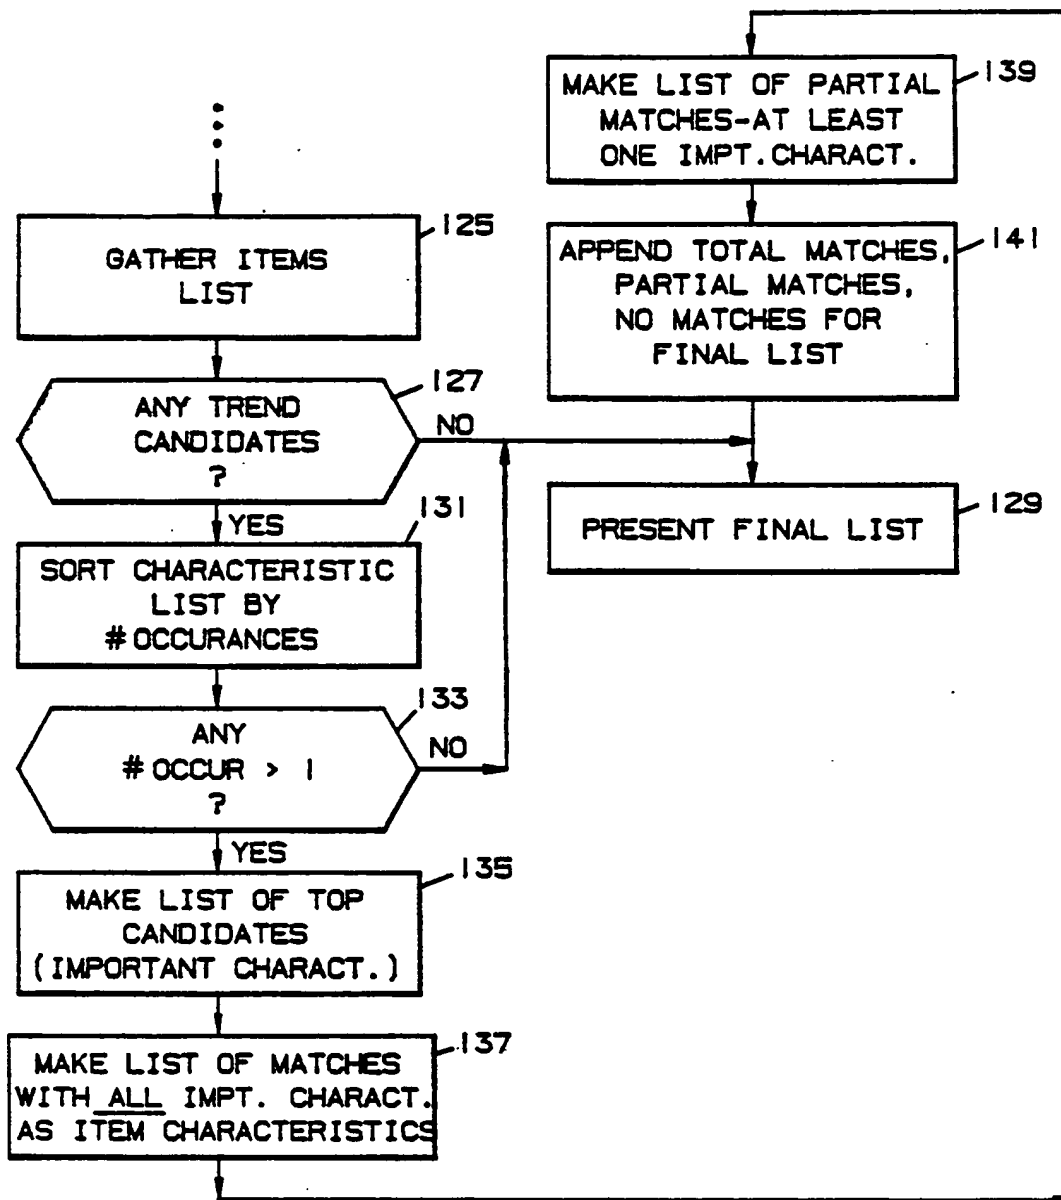 125
GATHER ITEMS
LIST
127
ANY TREND
CANDIDATES
?
NO
YES
131
SORT CHARACTERISTIC
LIST BY
# OCCURANCES
133
ANY
# OCCUR > 1
?
NO
YES
135
MAKE LIST OF TOP
CANDIDATES
(IMPORTANT CHARACT.)
137
MAKE LIST OF MATCHES
WITH ALL IMPT. CHARACT.
AS ITEM CHARACTERISTICS
139
MAKE LIST OF PARTIAL
MATCHES-AT LEAST
ONE IMPT.CHARACT.
141
APPEND TOTAL MATCHES,
PARTIAL MATCHES,
NO MATCHES FOR
FINAL LIST
129
PRESENT FINAL LIST